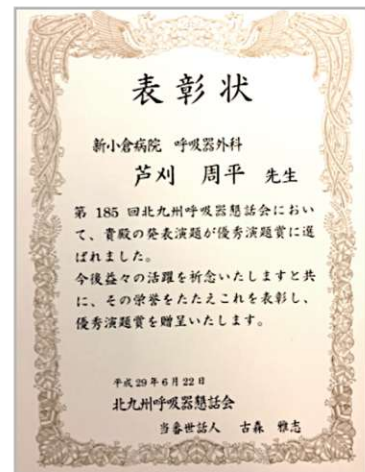 表彰状
新小倉病院 呼吸器外科
芦刈 周平 先生
第 185 回北九州呼吸器懇話会におい
て、貴殿の発表演題が優秀演題賞に選
ばれました。
今後益々の活躍を祈念いたしますと共
に、その栄誉をたたえこれを表彰し、
優秀演題賞を贈呈いたします。
平成29年6月22日
北九州呼吸器懇話会
当番世話人 古森 雅志